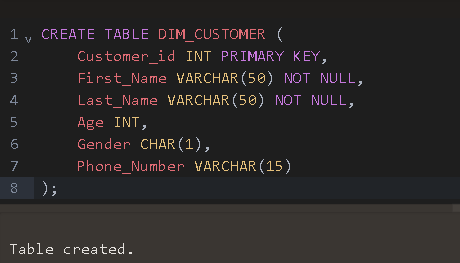 1 CREATE TABLE DIM_CUSTOMER (
2 Customer_id INT PRIMARY KEY,
3 First_Name VARCHAR(50) NOT NULL,
4 Last_Name VARCHAR(50) NOT NULL,
5 Age INT,
6 Gender CHAR(1),
7 Phone_Number VARCHAR(15)
8 );
Table created.